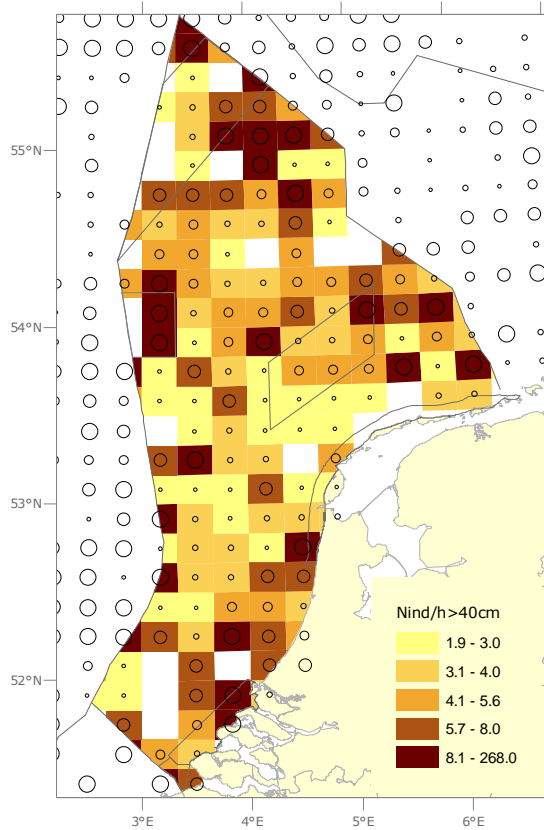 55°N
54°N
53°N
52°N
Nind/h>40cm
1.9 - 3.0
3.1 - 4.0
4.1 - 5.6
5.7 - 8.0
8.1 - 268.0
3°E
4°E
5°E
6°E